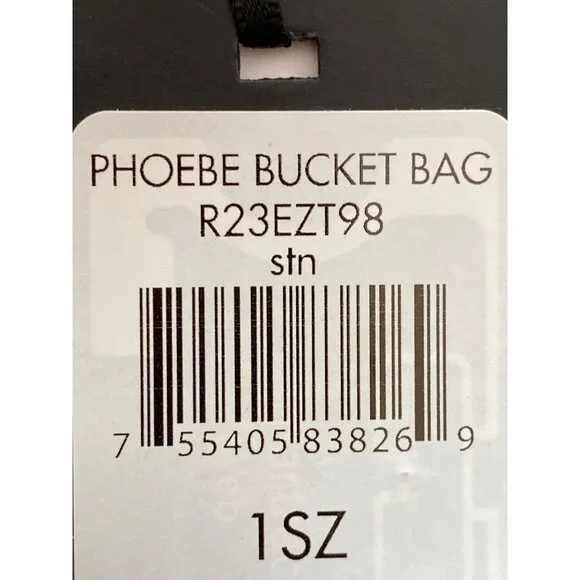 PHOEBE BUCKET BAG
R23EZT98
stn
7 55405 83826 9
1SZ